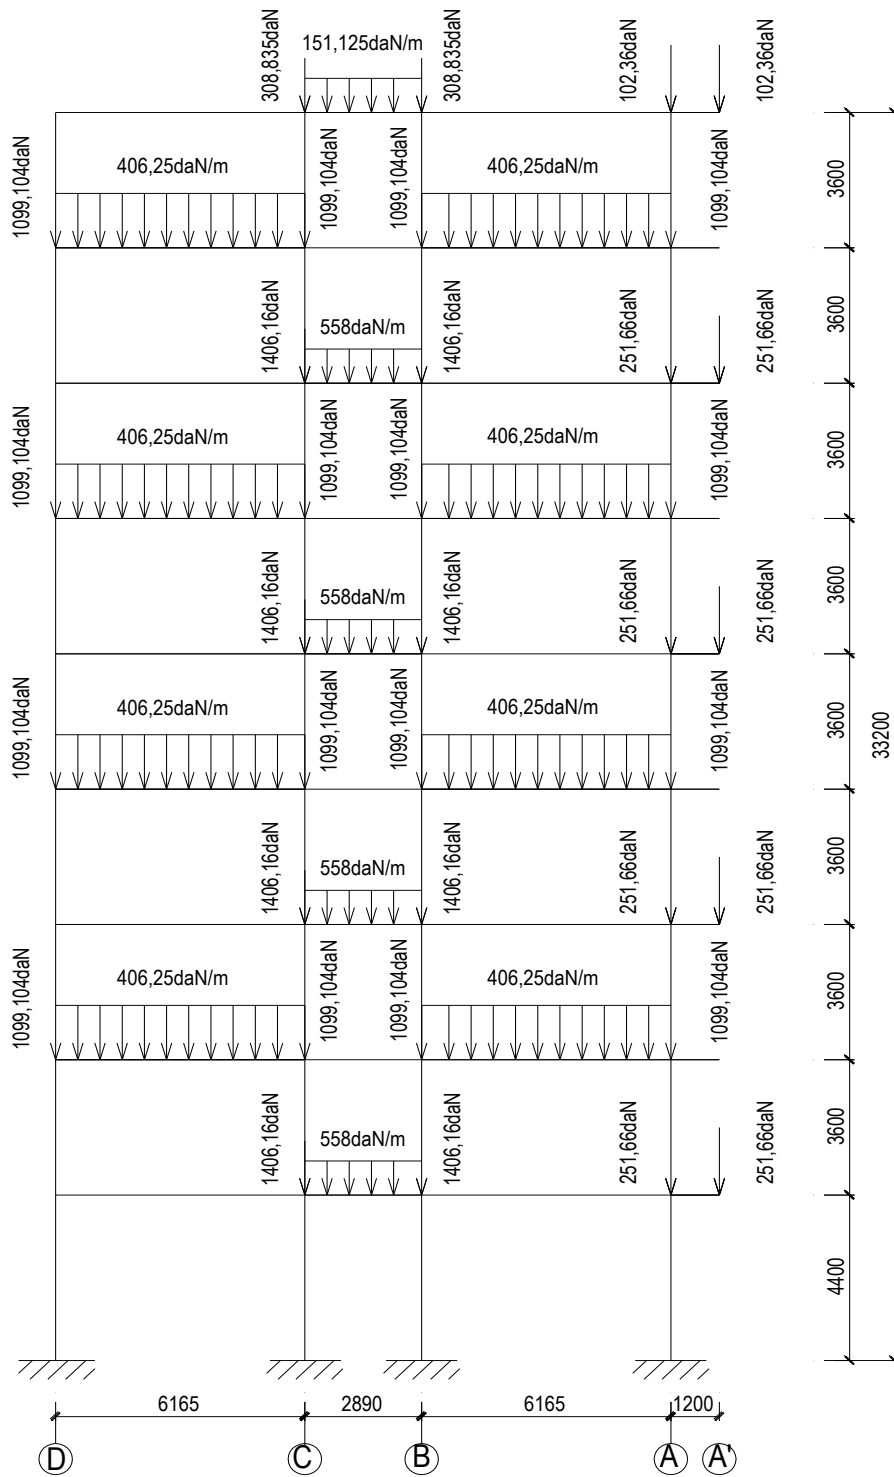 308,835daN
151,125daN/m
308,835daN
102,36daN
102,36daN
1099,104daN
406,25daN/m
1099,104daN
1099,104daN
406,25daN/m
1099,104daN
3600
1406,16daN
558daN/m
1406,16daN
251,66daN
251,66daN
3600
1099,104daN
406,25daN/m
1099,104daN
1099,104daN
406,25daN/m
1099,104daN
3600
1406,16daN
558daN/m
1406,16daN
251,66daN
251,66daN
3600
1099,104daN
406,25daN/m
1099,104daN
1099,104daN
406,25daN/m
1099,104daN
3600
33200
1406,16daN
558daN/m
1406,16daN
251,66daN
251,66daN
3600
1099,104daN
406,25daN/m
1099,104daN
1099,104daN
406,25daN/m
1099,104daN
3600
1406,16daN
558daN/m
1406,16daN
251,66daN
251,66daN
3600
4400
6165
2890
6165
1200
D
C
B
A
A'